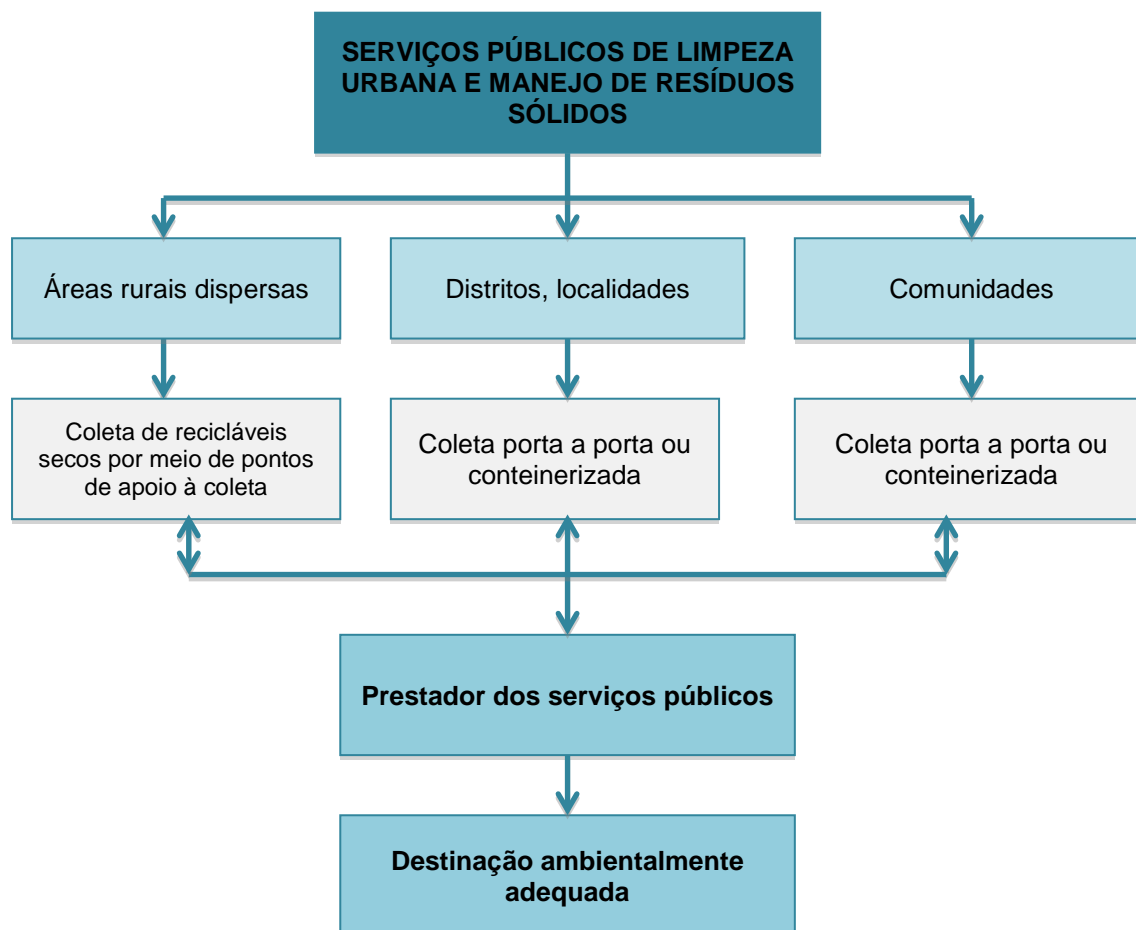 SERVIÇOS PÚBLICOS DE LIMPEZA
URBANA E MANEJO DE RESÍDUOS
SÓLIDOS
Áreas rurais dispersas
Distritos, localidades
Comunidades
Coleta de recicláveis
secos por meio de pontos
de apoio à coleta
Coleta porta a porta ou
conteinerizada
Coleta porta a porta ou
conteinerizada
Prestador dos serviços públicos
Destinação ambientalmente
adequada